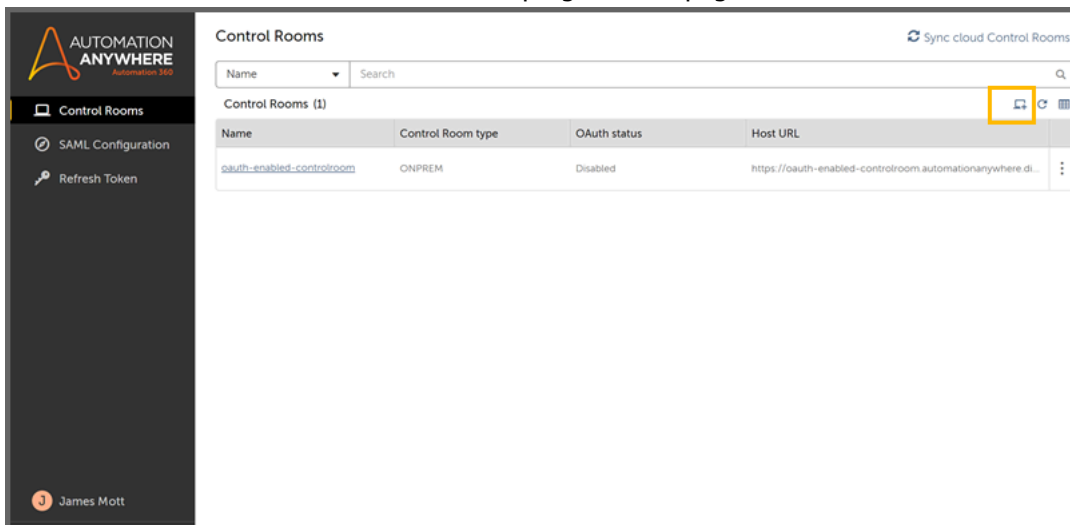 AUTOMATION
ANYWHERE
Automation 360
Control Rooms
SAML Configuration
Refresh Token
J James Mott
Control Rooms
Sync cloud Control Rooms
Name Search
Control Rooms (1)
Name Control Room type OAuth status Host URL
oauth-enabled-controlroom ONPREM Disabled https://oauth-enabled-controlroom.automationanywhere.di...